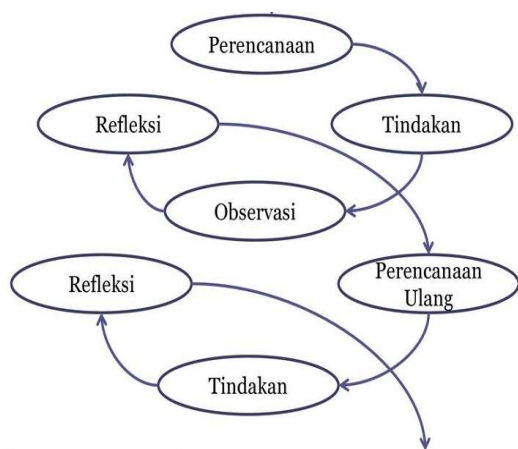 Perencanaan
Refleksi
Tindakan
Observasi
Refleksi
Perencanaan
Ulang
Tindakan